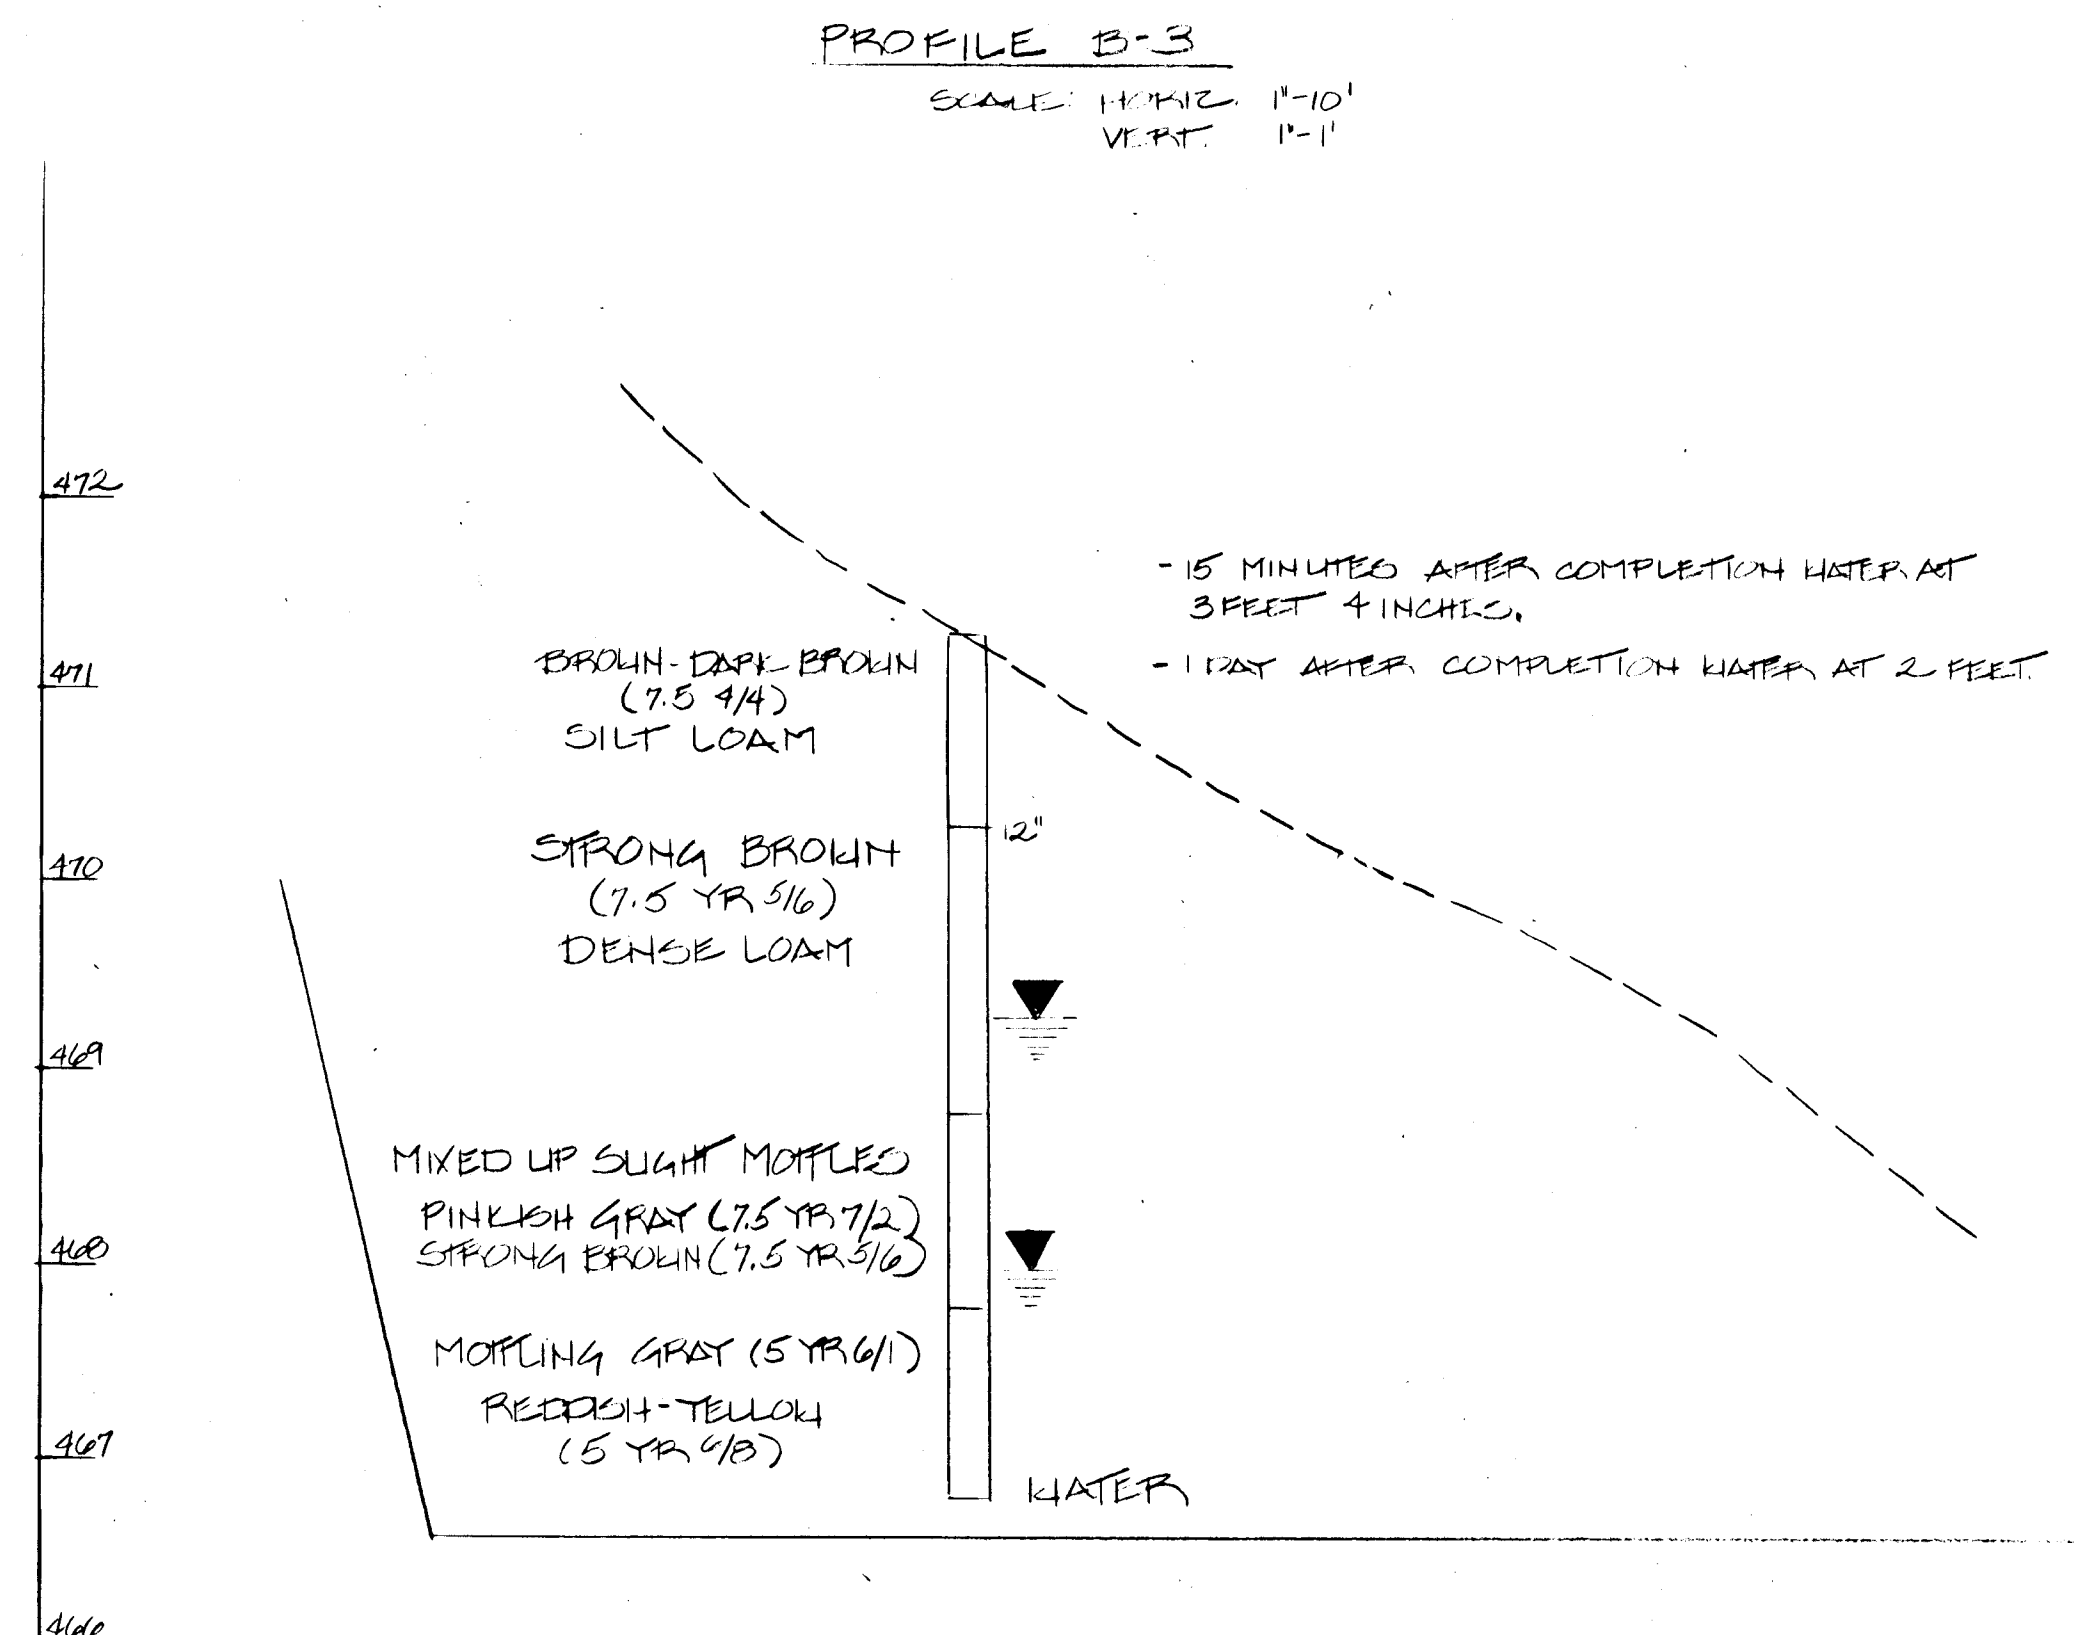 PROFILE B-3
SCALE: HORIZ. 1"-10'
VERT. 1"-1'
472
471
470
469
468
467
466
- 15 MINUTES AFTER COMPLETION WATER AT
3 FEET 4 INCHES.
- 1 DAY AFTER COMPLETION WATER AT 2 FEET.
BROWN-DARK BROWN
(7.5 4/4)
SILT LOAM
12"
STRONG BROWN
(7.5 YR 5/6)
DENSE LOAM
MIXED UP SLIGHT MOTTLES
PINKISH GRAY (7.5 YR 7/2)
STRONG BROWN (7.5 YR 5/6)
MOTTLING GRAY (5 YR 6/1)
REDDISH-YELLOW
(5 YR 6/8)
WATER